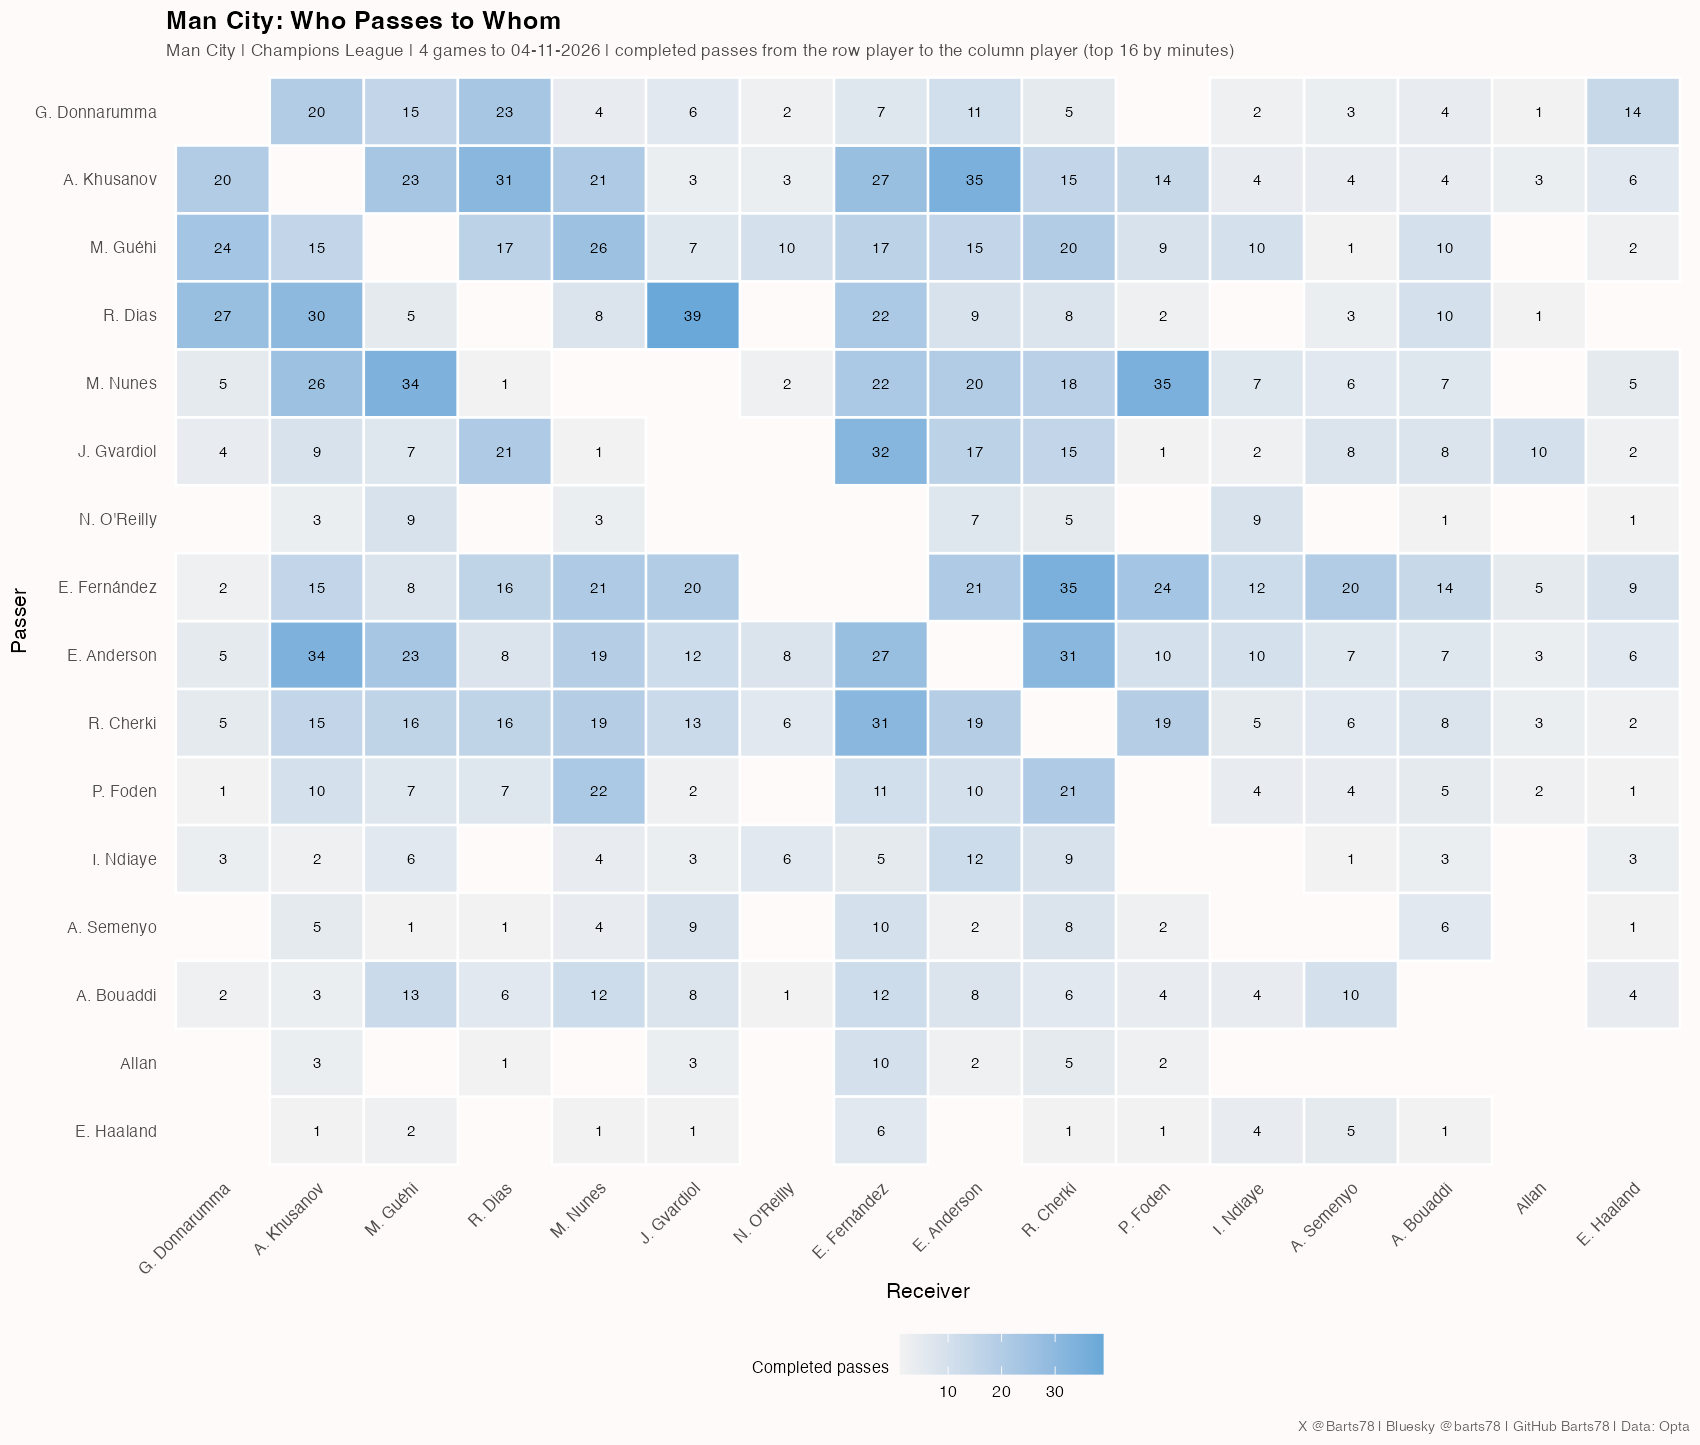 Man City: Who Passes to Whom
Man City | Champions League | 4 games to 04-11-2026 | completed passes from the row player to the column player (top 16 by minutes)
G. Donnarumma 20 15 23 4 6 2 7 11 5 2 3 4 1 14
A. Khusanov 20 23 31 21 3 3 27 35 15 14 4 4 4 3 6
M. Guéhi 24 15 17 26 7 10 17 15 20 9 10 1 10 2
R. Dias 27 30 5 8 39 22 9 8 2 3 10 1
M. Nunes 5 26 34 1 2 22 20 18 35 7 6 7 5
J. Gvardiol 4 9 7 21 1 32 17 15 1 2 8 8 10 2
N. O'Reilly 3 9 3 7 5 9 1 1
E. Fernández 2 15 8 16 21 20 21 35 24 12 20 14 5 9
E. Anderson 5 34 23 8 19 12 8 27 31 10 10 7 7 3 6
R. Cherki 5 15 16 16 19 13 6 31 19 19 5 6 8 3 2
P. Foden 1 10 7 7 22 2 11 10 21 4 4 5 2 1
I. Ndiaye 3 2 6 4 3 6 5 12 9 1 3 3
A. Semenyo 5 1 1 4 9 10 2 8 2 6 1
A. Bouaddi 2 3 13 6 12 8 1 12 8 6 4 4 10 4
Allan 3 1 3 10 2 5 2
E. Haaland 1 2 1 1 6 1 1 4 5 1
Passer
G. Donnarumma A. Khusanov M. Guéhi R. Dias M. Nunes J. Gvardiol N. O'Reilly E. Fernández E. Anderson R. Cherki P. Foden I. Ndiaye A. Semenyo A. Bouaddi Allan E. Haaland
Receiver
Completed passes
10 20 30
X @Barts78 | Bluesky @barts78 | GitHub Barts78 | Data: Opta